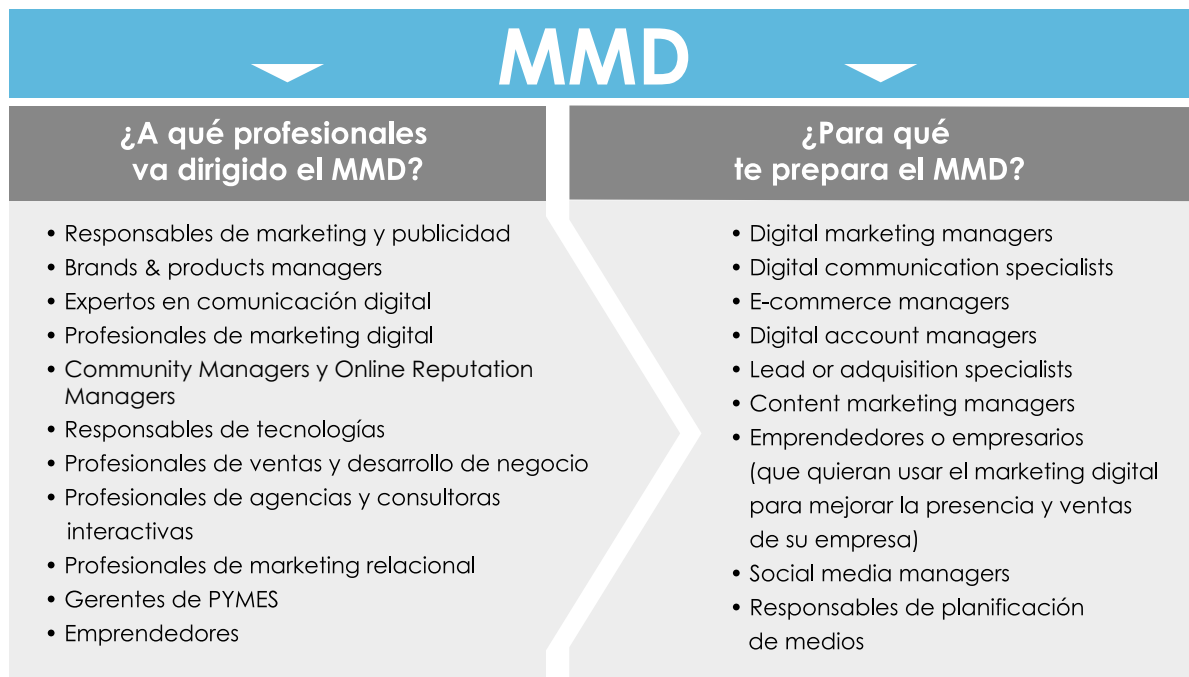 MMD
¿A qué profesionales
va dirigido el MMD?
• Responsables de marketing y publicidad
• Brands & products managers
• Expertos en comunicación digital
• Profesionales de marketing digital
• Community Managers y Online Reputation
Managers
• Responsables de tecnologías
• Profesionales de ventas y desarrollo de negocio
• Profesionales de agencias y consultoras
interactivas
• Profesionales de marketing relacional
• Gerentes de PYMES
• Emprendedores
¿Para qué
te prepara el MMD?
• Digital marketing managers
• Digital communication specialists
• E-commerce managers
• Digital account managers
• Lead or adquisition specialists
• Content marketing managers
• Emprendedores o empresarios
(que quieran usar el marketing digital
para mejorar la presencia y ventas
de su empresa)
• Social media managers
• Responsables de planificación
de medios